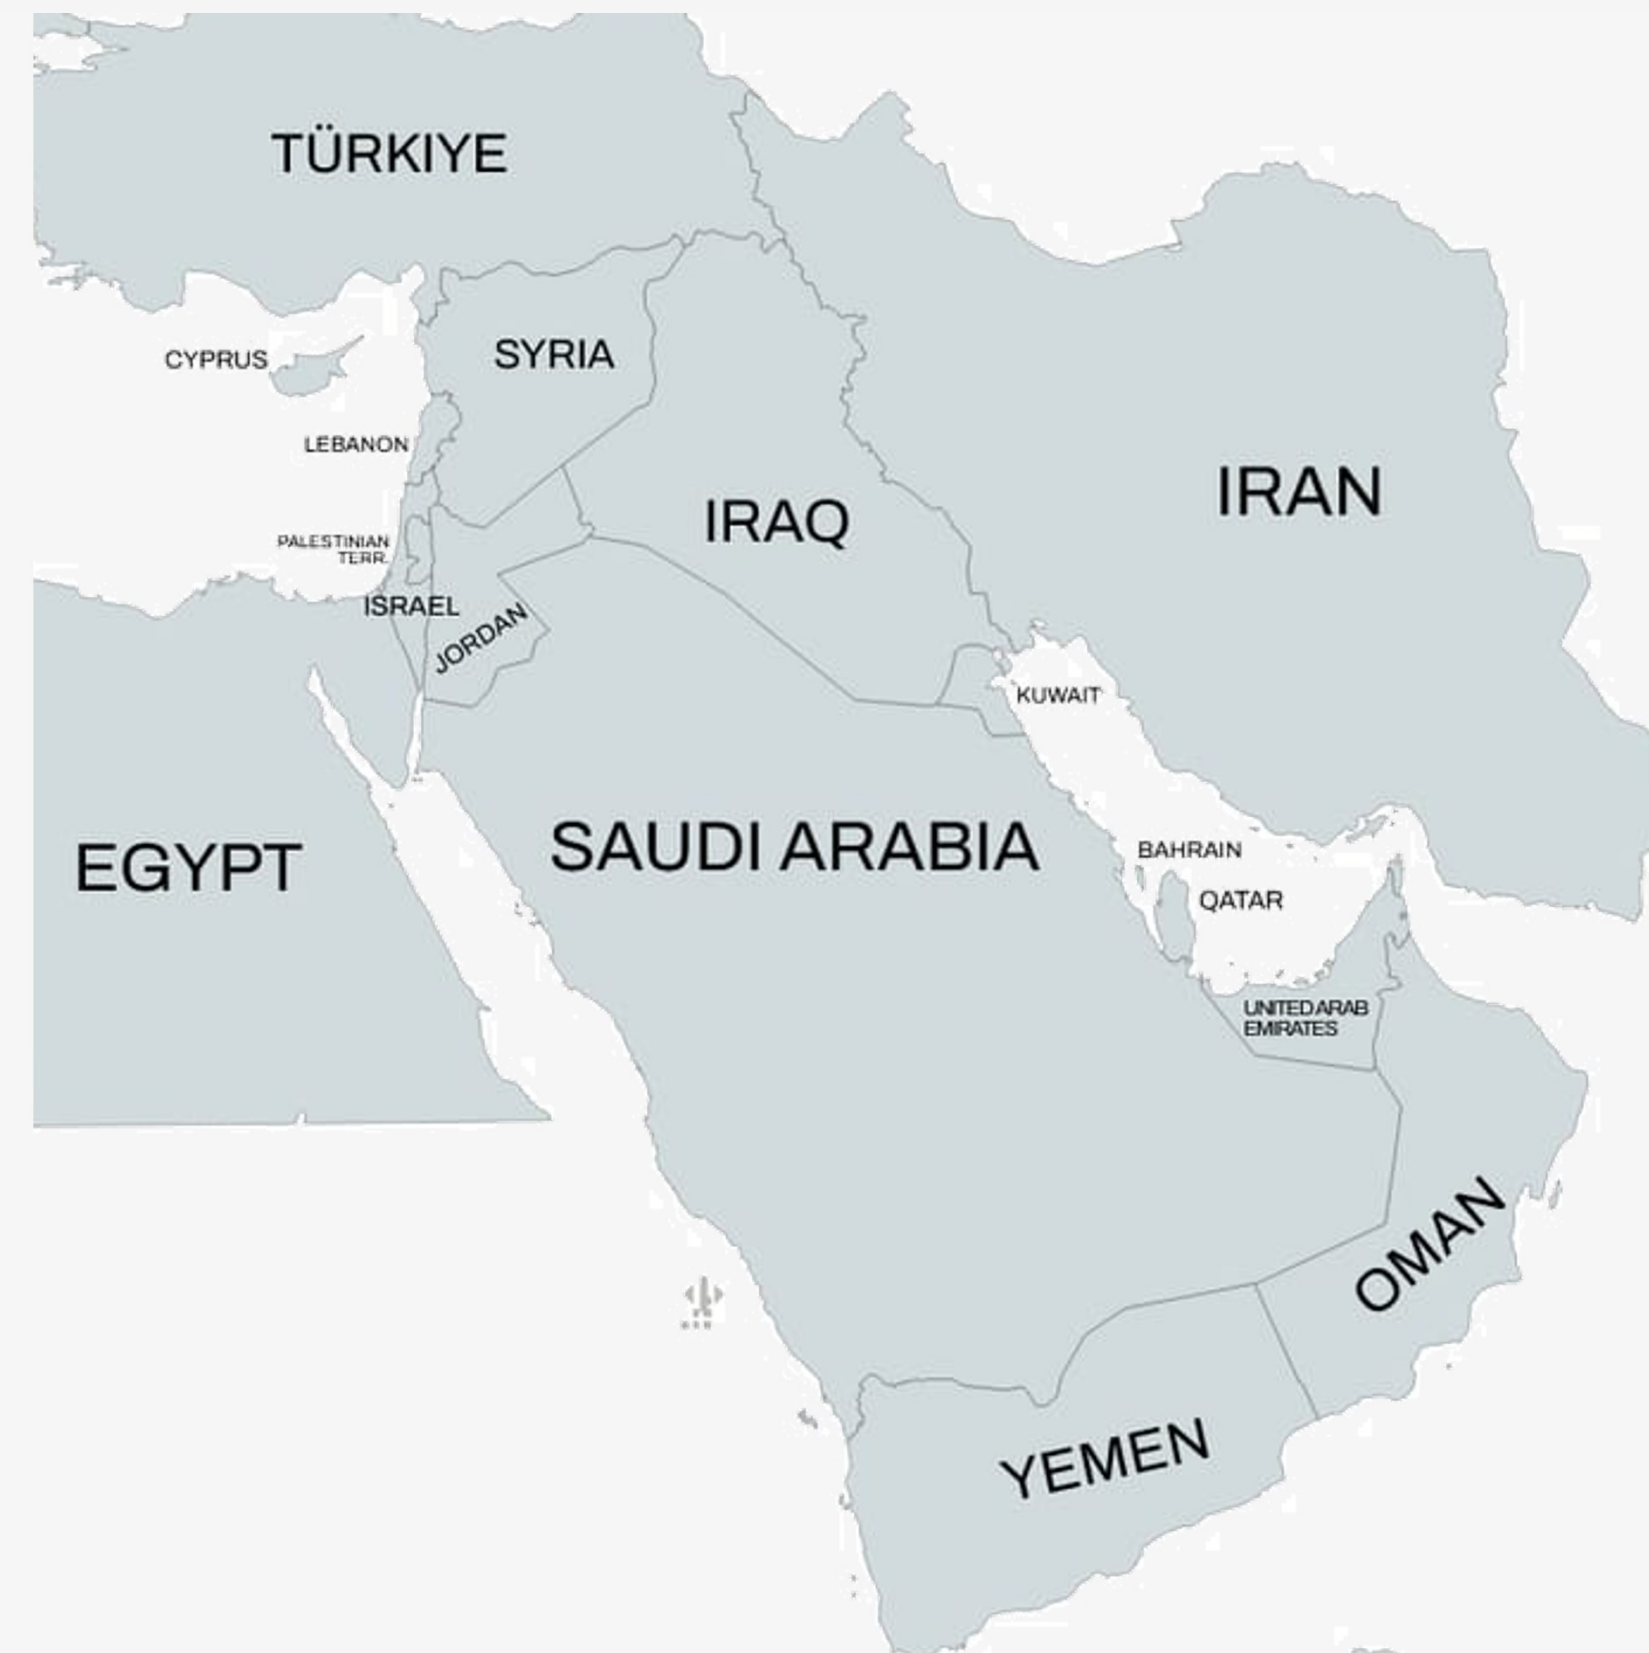 TÜRKIYE
CYPRUS
SYRIA
LEBANON
IRAQ
IRAN
PALESTINIAN
TERR.
ISRAEL
JORDAN
KUWAIT
EGYPT
SAUDI ARABIA
BAHRAIN
QATAR
UNITED ARAB
EMIRATES
OMAN
YEMEN